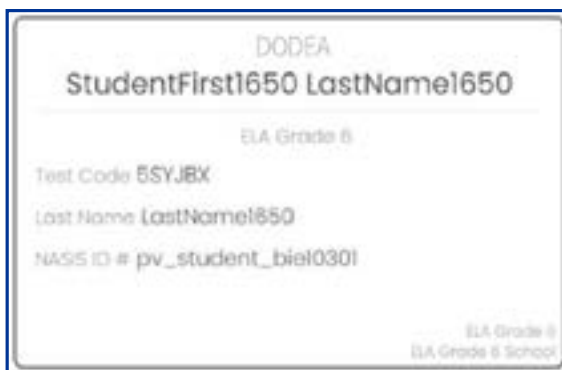 DODEA
StudentFirst1650 LastName1650
ELA Grade 6
Test Code 5SYJBX
Last Name LastName1650
NASIS ID # pv_student_bie10301
ELA Grade 6
ELA Grade 6 School